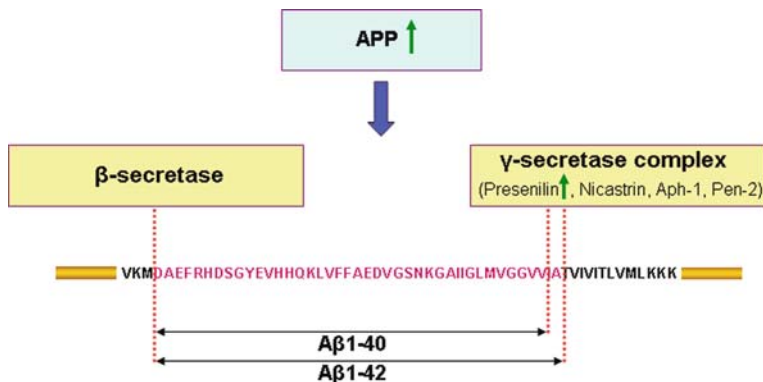 APP
β-secretase
γ-secretase complex
(Presenilin, Nicastrin, Aph-1, Pen-2)
VKMDAEFRHDSGYEVHHQKLVFFAEDVGSNKGAIIGLMVGGVVIATVIVITLVMLKKK
Aβ1-40
Aβ1-42